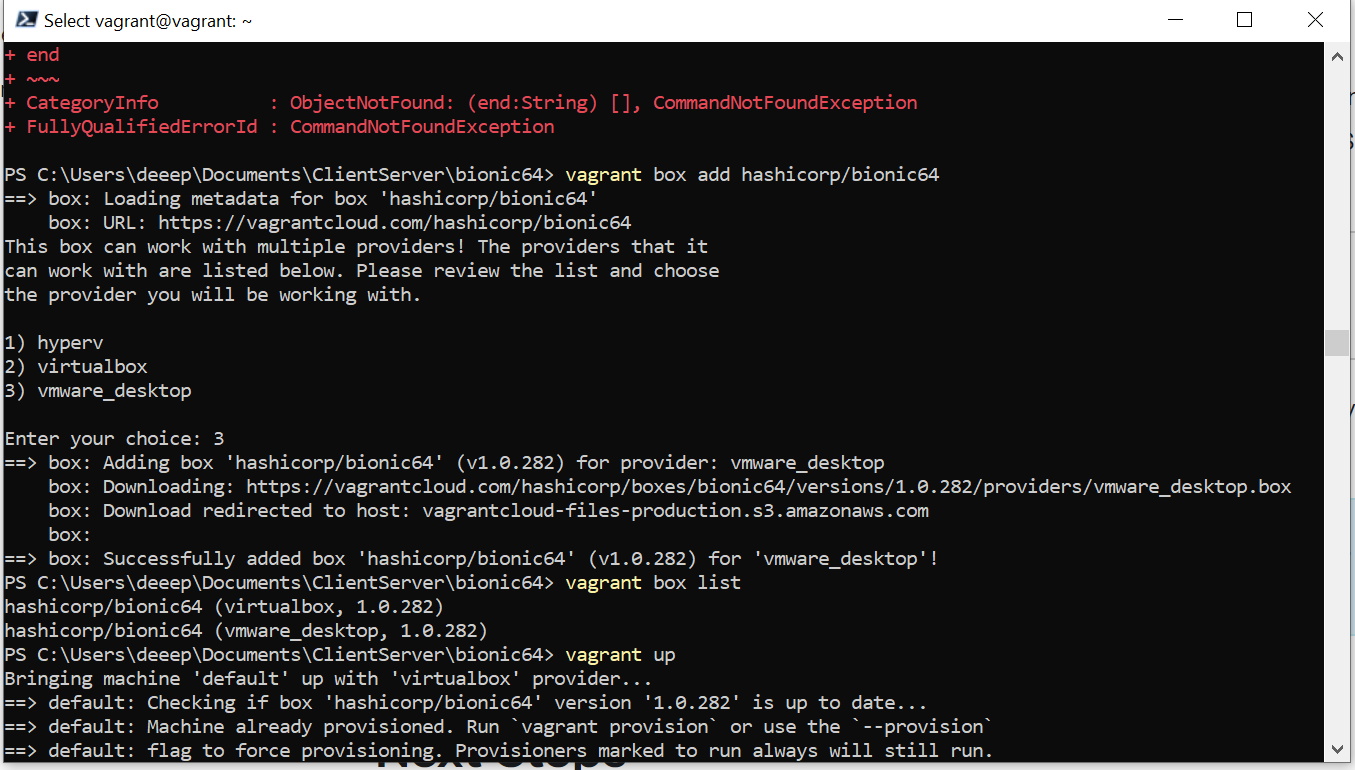 Select vagrant@vagrant: ~
+ end
+ ~~~
+ CategoryInfo          : ObjectNotFound: (end:String) [], CommandNotFoundException
+ FullyQualifiedErrorId : CommandNotFoundException
PS C:\Users\deeep\Documents\ClientServer\bionic64> vagrant box add hashicorp/bionic64
==> box: Loading metadata for box 'hashicorp/bionic64'
    box: URL: https://vagrantcloud.com/hashicorp/bionic64
This box can work with multiple providers! The providers that it
can work with are listed below. Please review the list and choose
the provider you will be working with.
1) hyperv
2) virtualbox
3) vmware_desktop
Enter your choice: 3
==> box: Adding box 'hashicorp/bionic64' (v1.0.282) for provider: vmware_desktop
    box: Downloading: https://vagrantcloud.com/hashicorp/boxes/bionic64/versions/1.0.282/providers/vmware_desktop.box
    box: Download redirected to host: vagrantcloud-files-production.s3.amazonaws.com
    box:
==> box: Successfully added box 'hashicorp/bionic64' (v1.0.282) for 'vmware_desktop'!
PS C:\Users\deeep\Documents\ClientServer\bionic64> vagrant box list
hashicorp/bionic64 (virtualbox, 1.0.282)
hashicorp/bionic64 (vmware_desktop, 1.0.282)
PS C:\Users\deeep\Documents\ClientServer\bionic64> vagrant up
Bringing machine 'default' up with 'virtualbox' provider...
==> default: Checking if box 'hashicorp/bionic64' version '1.0.282' is up to date...
==> default: Machine already provisioned. Run `vagrant provision` or use the `--provision`
==> default: flag to force provisioning. Provisioners marked to run always will still run.